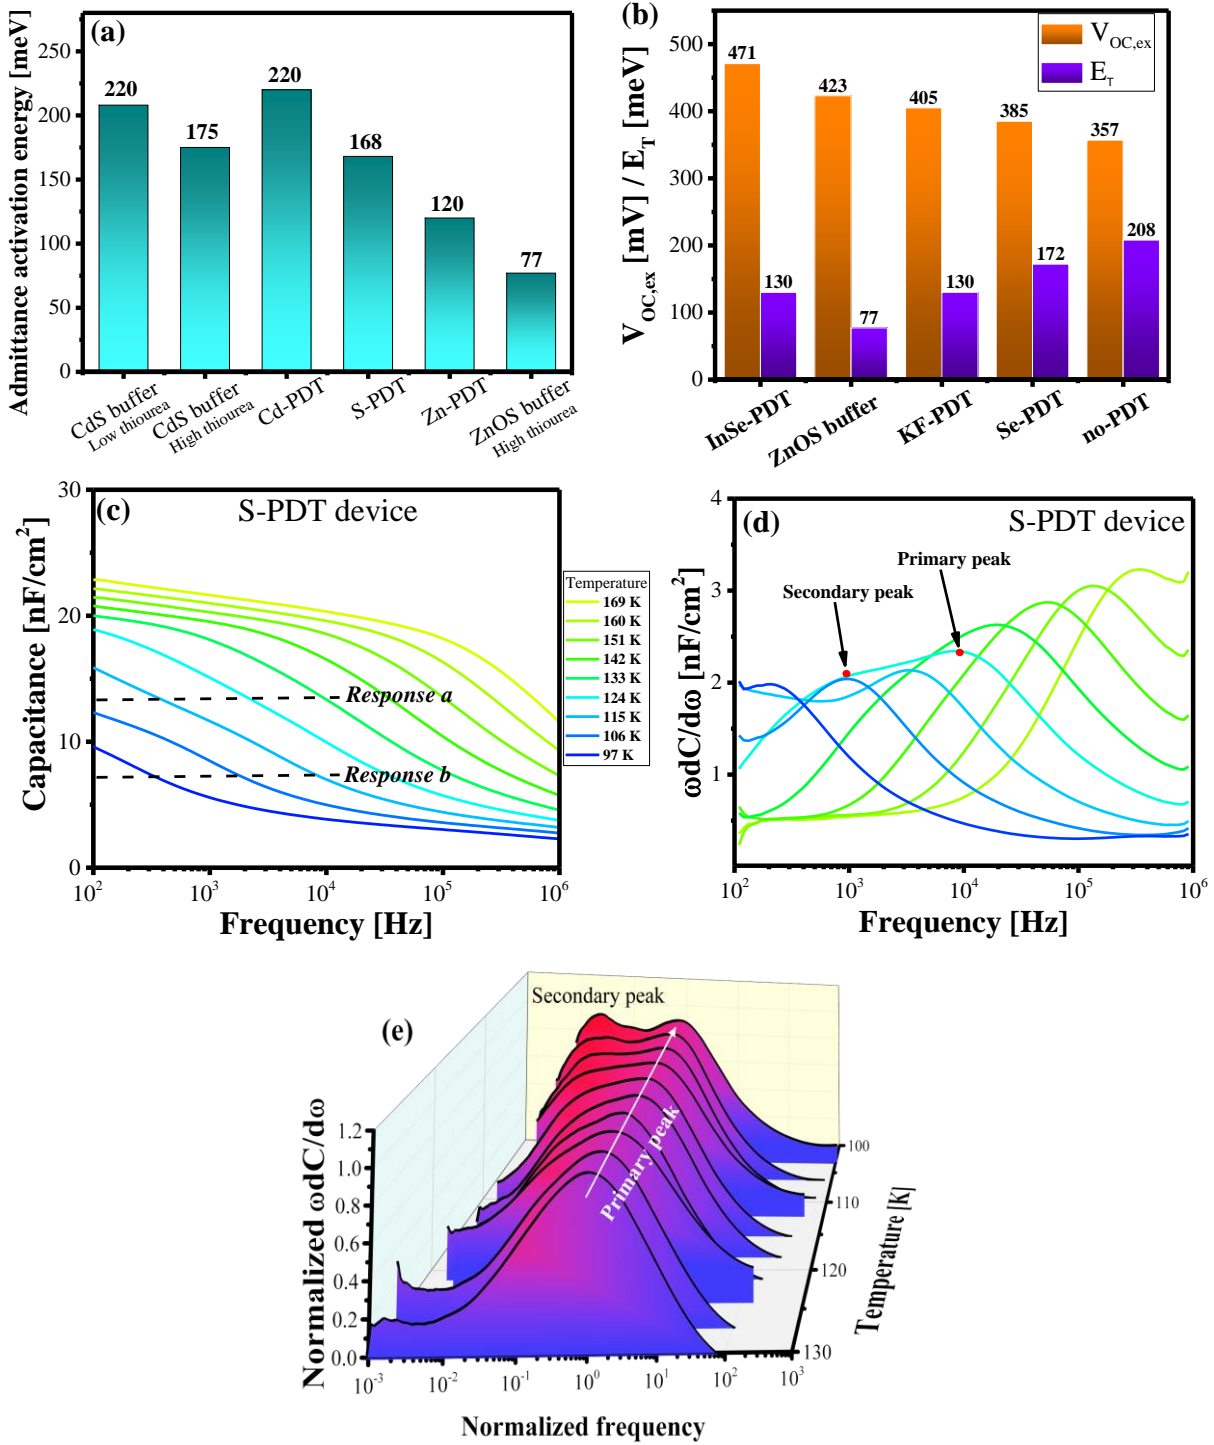 (a)
Admittance activation energy [meV]
250
200
150
100
50
0
220
175
220
168
120
77
CdS buffer
Low thiourea
CdS buffer
High thiourea
Cd-PDT
S-PDT
Zn-PDT
ZnOS buffer
High thiourea
(b)
V_OC,ex [mV] / E_T [meV]
500
400
300
200
100
0
V_OC,ex
E_T
471
423
405
385
357
130
77
130
172
208
InSe-PDT
ZnOS buffer
KF-PDT
Se-PDT
no-PDT
(c)
S-PDT device
Capacitance [nF/cm²]
30
20
10
0
Response a
Response b
10² 10³ 10⁴ 10⁵ 10⁶
Frequency [Hz]
Temperature
169 K
160 K
151 K
142 K
133 K
124 K
115 K
106 K
97 K
(d)
S-PDT device
ωdC/dω [nF/cm²]
4
3
2
1
Primary peak
Secondary peak
10² 10³ 10⁴ 10⁵ 10⁶
Frequency [Hz]
(e)
Secondary peak
Primary peak
Normalized ωdC/dω
1.2
1.0
0.8
0.6
0.4
0.2
0.0
10⁻³ 10⁻² 10⁻¹ 10⁰ 10¹ 10² 10³
Normalized frequency
100
110
120
130
Temperature [K]